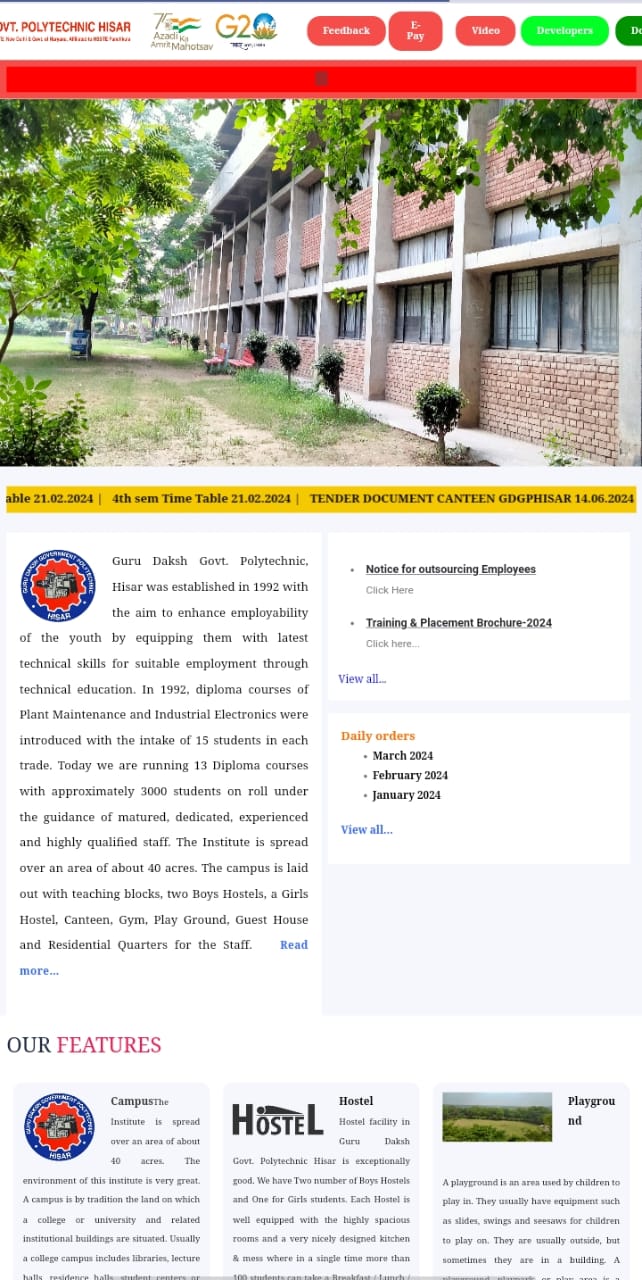 OVT. POLYTECHNIC HISAR
Azadi Ka
Amrit Mahotsav
G20
Feedback
E-
Pay
Video
Developers
able 21.02.2024 | 4th sem Time Table 21.02.2024 | TENDER DOCUMENT CANTEEN GDGPHISAR 14.06.2024
GURU DAKSH GOVERNMENT POLYTECHNIC
HISAR
Guru Daksh Govt. Polytechnic,
Hisar was established in 1992 with
the aim to enhance employability
of the youth by equipping them with latest
technical skills for suitable employment through
technical education. In 1992, diploma courses of
Plant Maintenance and Industrial Electronics were
introduced with the intake of 15 students in each
trade. Today we are running 13 Diploma courses
with approximately 3000 students on roll under
the guidance of matured, dedicated, experienced
and highly qualified staff. The Institute is spread
over an area of about 40 acres. The campus is laid
out with teaching blocks, two Boys Hostels, a Girls
Hostel, Canteen, Gym, Play Ground, Guest House
and Residential Quarters for the Staff. Read
more...
Notice for outsourcing Employees
Click Here
Training & Placement Brochure-2024
Click here...
View all...
Daily orders
March 2024
February 2024
January 2024
View all...
OUR FEATURES
GURU DAKSH GOVERNMENT POLYTECHNIC
HISAR
CampusThe
Institute is spread
over an area of about
40 acres. The
environment of this institute is very great.
A campus is by tradition the land on which
a college or university and related
institutional buildings are situated. Usually
a college campus includes libraries, lecture
halls, residence halls, student centers or
HOSTEL
Hostel
Hostel facility in
Guru Daksh
Govt. Polytechnic Hisar is exceptionally
good. We have Two number of Boys Hostels
and One for Girls students. Each Hostel is
well equipped with the highly spacious
rooms and a very nicely designed kitchen
& mess where in a single time more than
100 students can take a Breakfast / Lunch /
Playgrou
nd
A playground is an area used by children to
play in. They usually have equipment such
as slides, swings and seesaws for children
to play on. They are usually outside, but
sometimes they are in a building. A
playground, playpark, or play area is a